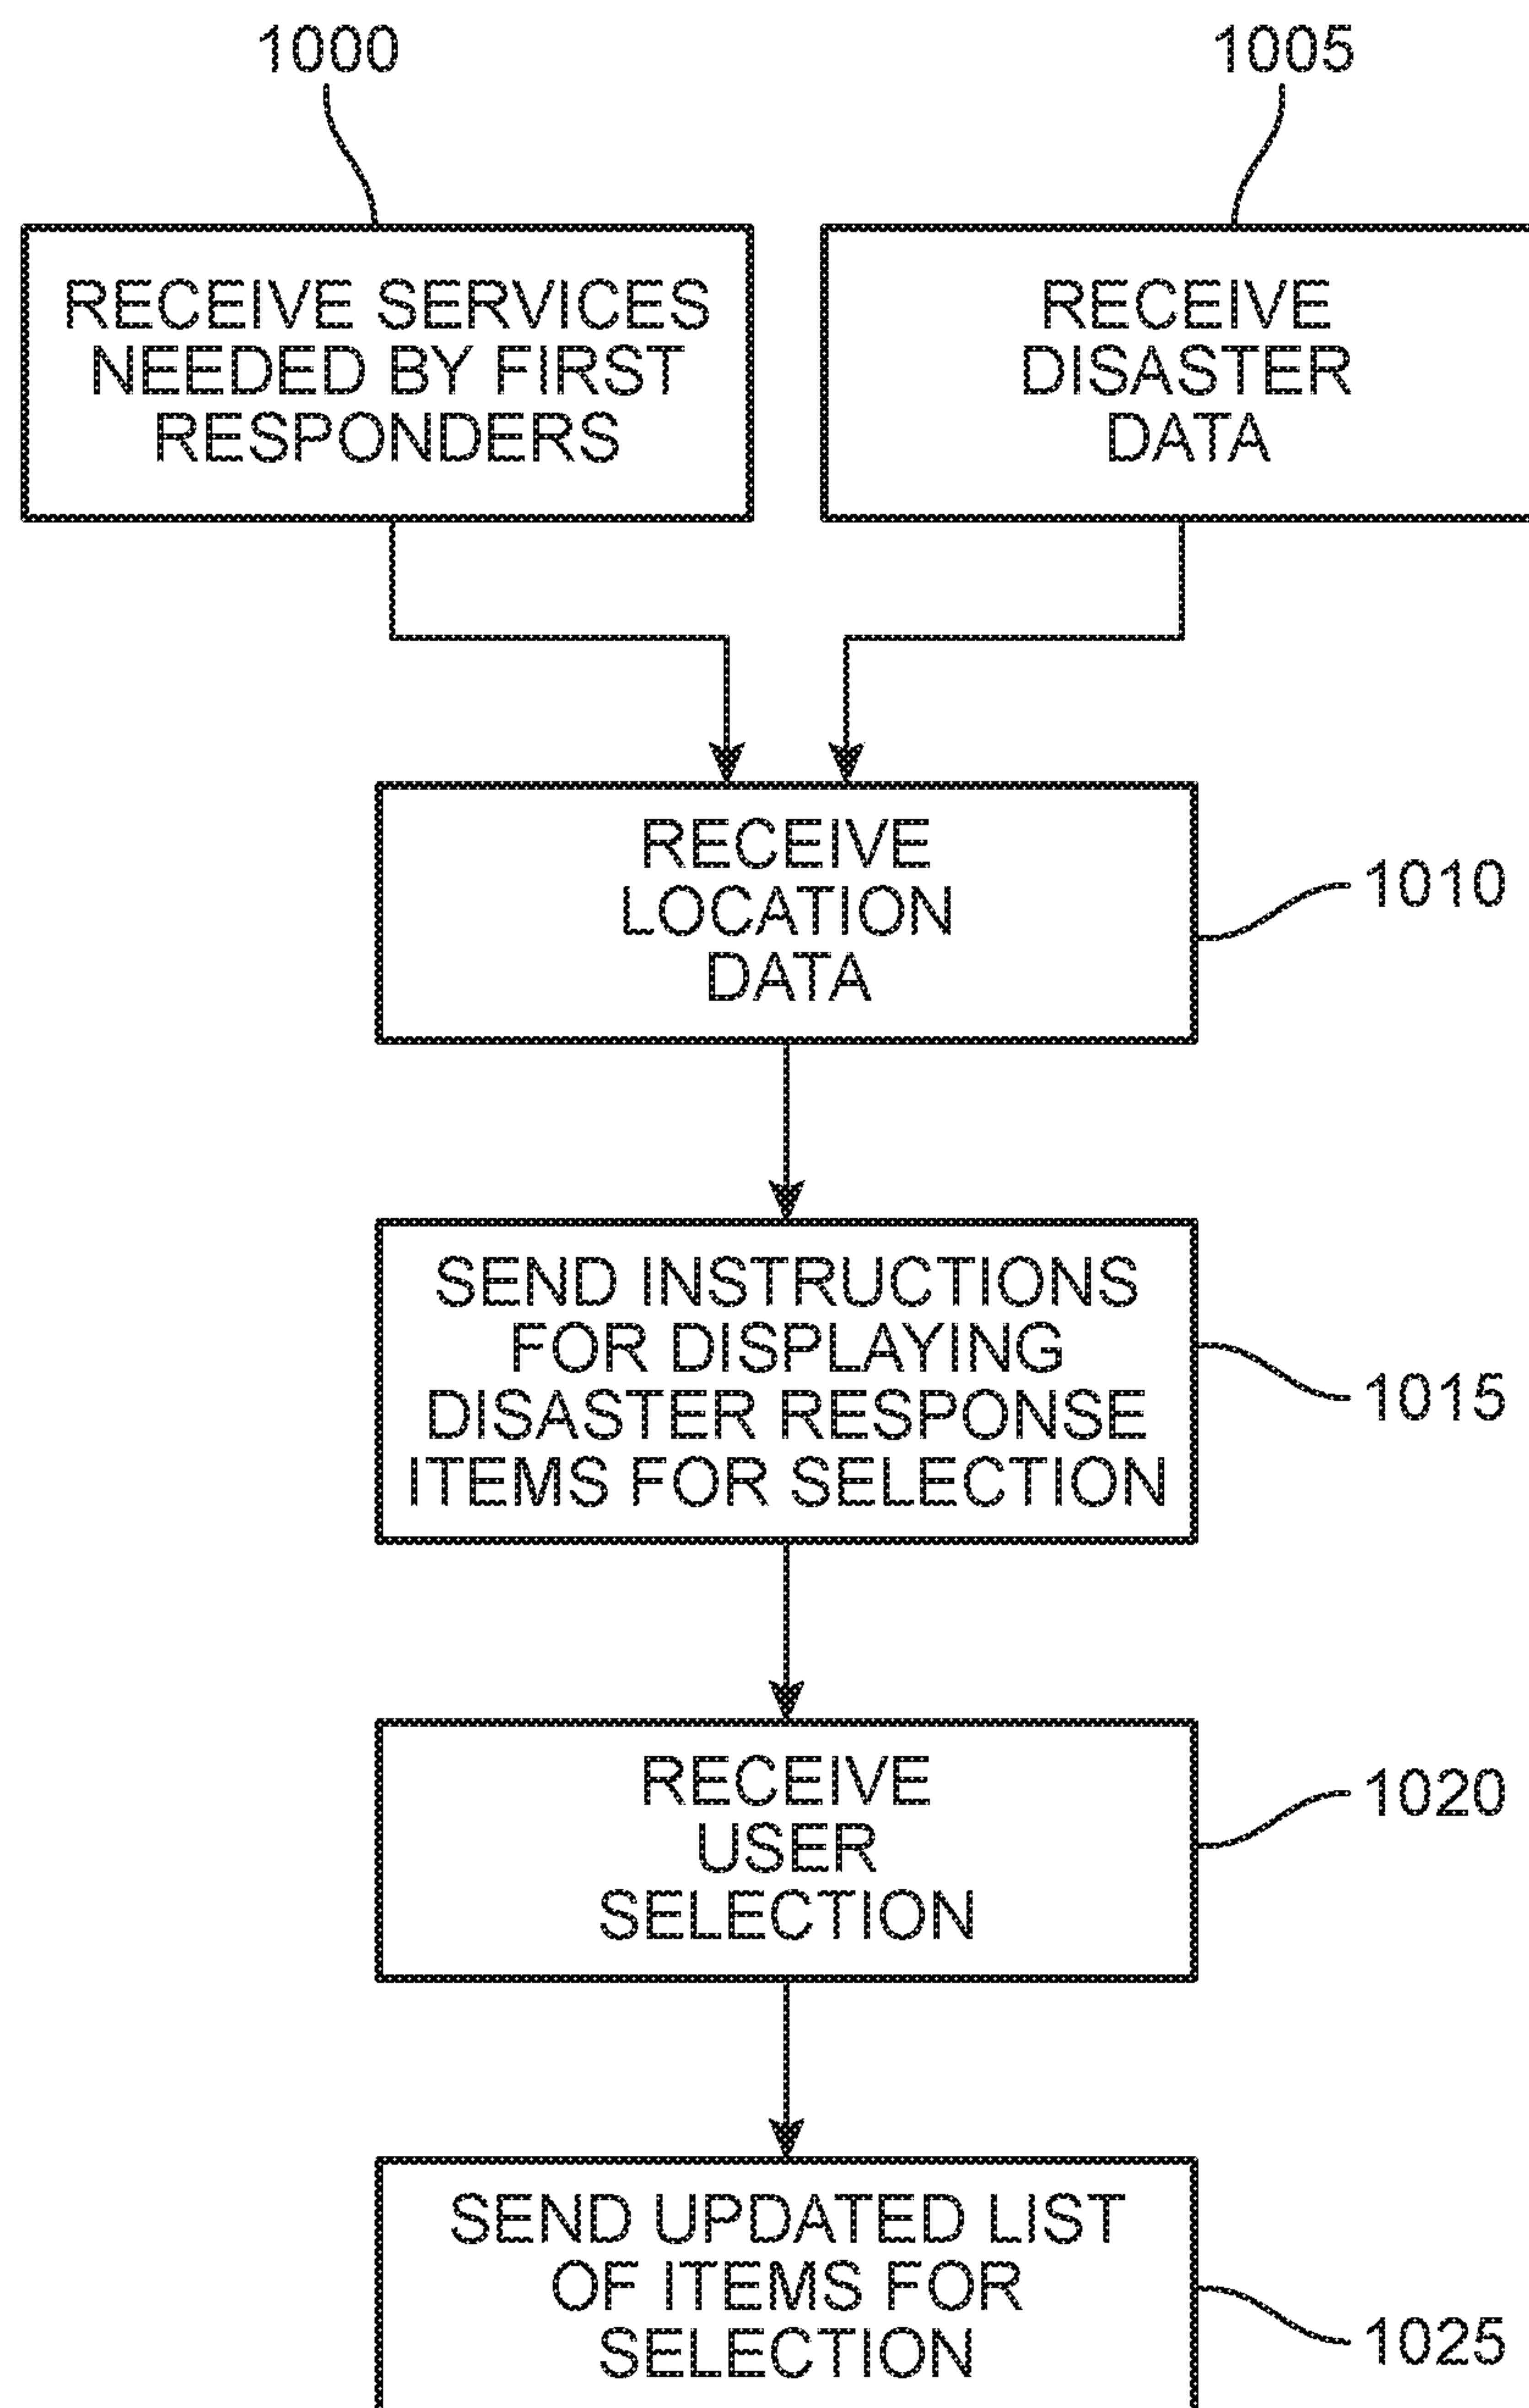 1000
1005
RECEIVE SERVICES
NEEDED BY FIRST
RESPONDERS
RECEIVE
DISASTER
DATA
RECEIVE
LOCATION
DATA
1010
SEND INSTRUCTIONS
FOR DISPLAYING
DISASTER RESPONSE
ITEMS FOR SELECTION
1015
RECEIVE
USER
SELECTION
1020
SEND UPDATED LIST
OF ITEMS FOR
SELECTION
1025